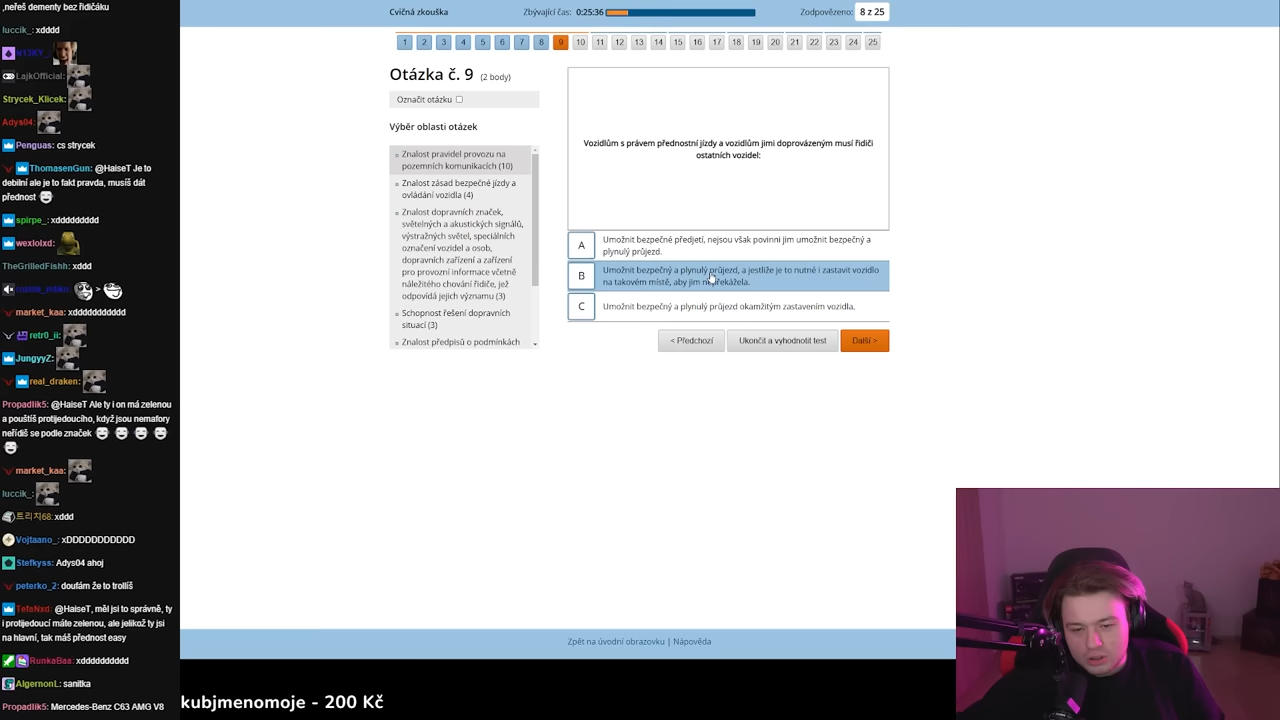 ,neřeš dementy bez řidičáku
luccik_: xdddd
N13KY_:
LajkOfficial:
Strycek_Klicek:
Adys04:
Penguas: cs strycek
ThomasenGun: @HaiseT Je to
debilní ale je to fakt pravda, musíš dát
přednost
spirpe_: xddddddddd
wexloixd:
TheGrilledFishh: xddd
market_kaa: xddddddddddd
retr0_ii:
JungyyZ:
real_draken:
Propadlik5: @HaiseT Ale ty i on má zelenou
a pouštíš protijedoucího, když jsou nemafory
neřídíš se podle značek
market_kaa:
luccik_:
트리치68: xddd
Vojtaano_: xDDDDDDDDDDD
Stefkyss: Adys04 ahoj
peterko_2: doufám že to trollíš
TefaNxd: @HaiseT, měl jsi to správně, ty
i protijedoucí máte zelenou, ale jelikož ty jsi
na hlavní, tak máš přednost easy
RunkaBaa: xdddddddddd
AlgernonL: sanitka
Propadlik5: Mercedes-Benz C63 AMG V8
Cvičná zkouška
Zbývající čas: 0:25:36
Zodpovězeno: 8 z 25
1 2 3 4 5 6 7 8 9 10 11 12 13 14 15 16 17 18 19 20 21 22 23 24 25
Otázka č. 9 (2 body)
Označit otázku
Výběr oblasti otázek
Znalost pravidel provozu na
pozemních komunikacích (10)
Znalost zásad bezpečné jízdy a
ovládání vozidla (4)
Znalost dopravních značek,
světelných a akustických signálů,
výstražných světel, speciálních
označení vozidel a osob,
dopravních zařízení a zařízení
pro provozní informace včetně
náležitého chování řidiče, jež
odpovídá jejich významu (3)
Schopnost řešení dopravních
situací (3)
Znalost předpisů o podmínkách
Vozidlům s právem přednostní jízdy a vozidlům jimi doprovázeným musí řidiči
ostatních vozidel:
A Umožnit bezpečné předjetí, nejsou však povinni jim umožnit bezpečný a
plynulý průjezd.
B Umožnit bezpečný a plynulý průjezd, a jestliže je to nutné i zastavit vozidlo
na takovém místě, aby jim nepřekážela.
C Umožnit bezpečný a plynulý průjezd okamžitým zastavením vozidla.
< Předchozí
Ukončit a vyhodnotit test
Další >
Zpět na úvodní obrazovku | Nápověda
kubjmenomoje - 200 Kč